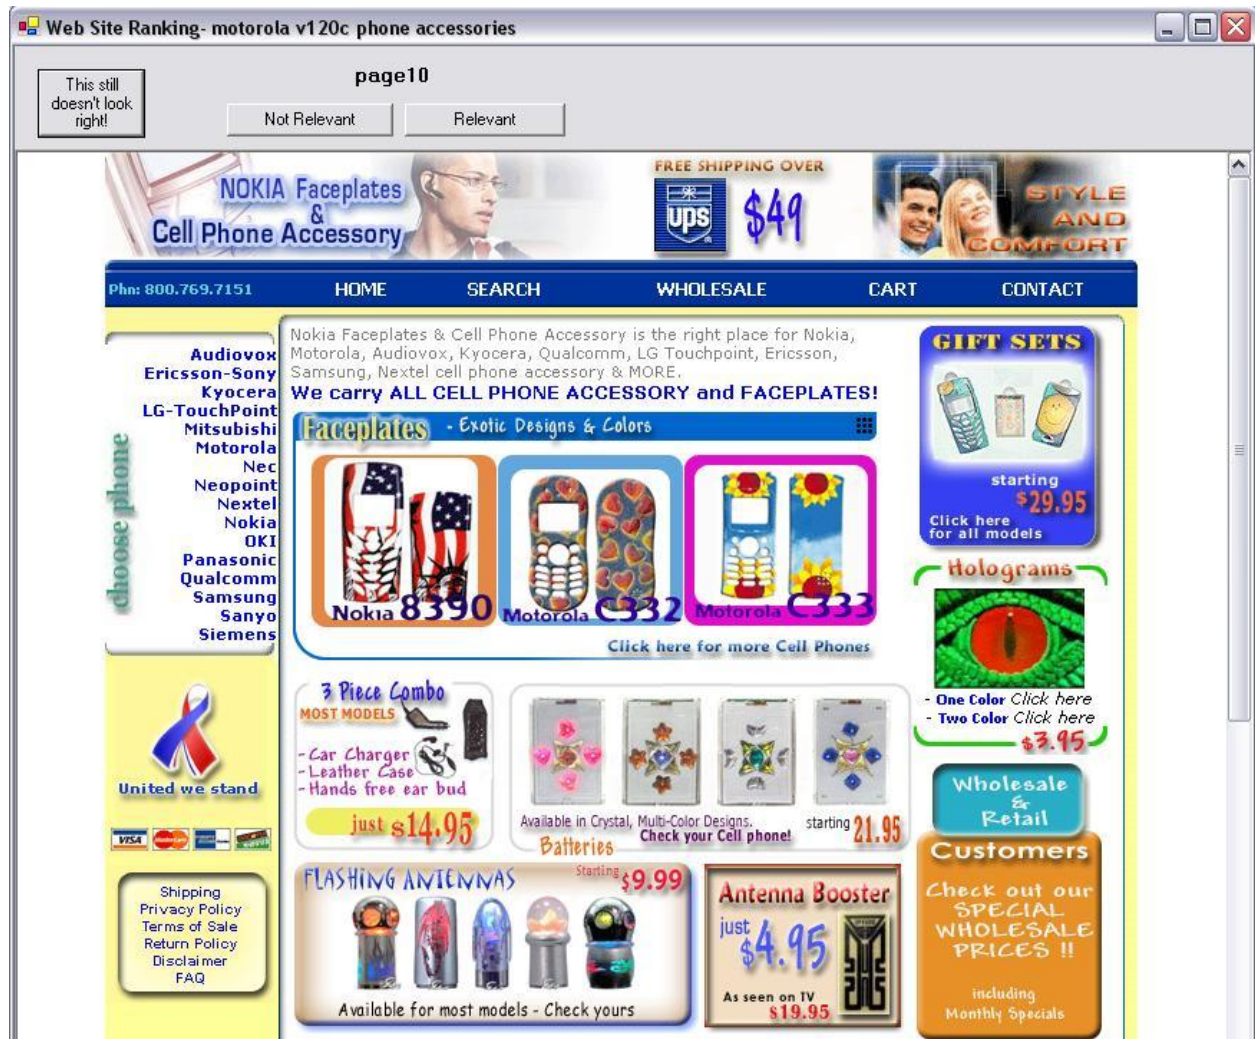 Web Site Ranking- motorola v120c phone accessories
This still
doesn't look
right!
page10
Not Relevant
Relevant
NOKIA Faceplates
&
Cell Phone Accessory
FREE SHIPPING OVER
ups
$49
STYLE
AND
COMFORT
Phn: 800.769.7151
HOME
SEARCH
WHOLESALE
CART
CONTACT
choose phone
Audiovox
Ericsson-Sony
Kyocera
LG-TouchPoint
Mitsubishi
Motorola
Nec
Neopoint
Nextel
Nokia
OKI
Panasonic
Qualcomm
Samsung
Sanyo
Siemens
United we stand
VISA
Shipping
Privacy Policy
Terms of Sale
Return Policy
Disclaimer
FAQ
Nokia Faceplates & Cell Phone Accessory is the right place for Nokia,
Motorola, Audiovox, Kyocera, Qualcomm, LG Touchpoint, Ericsson,
Samsung, Nextel cell phone accessory & MORE.
We carry ALL CELL PHONE ACCESSORY and FACEPLATES!
Faceplates - Exotic Designs & Colors
Nokia 8390
Motorola C332
Motorola C333
Click here for more Cell Phones
3 Piece Combo
MOST MODELS
- Car Charger
- Leather Case
- Hands free ear bud
just $14.95
Available in Crystal, Multi-Color Designs.
Check your Cell phone!
starting 21.95
Batteries
FLASHING ANTENNAS
Starting $9.99
Available for most models - Check yours
Antenna Booster
just
$4.95
As seen on TV
$19.95
GIFT SETS
starting
$29.95
Click here
for all models
Holograms
- One Color Click here
- Two Color Click here
$3.95
Wholesale
&
Retail
Customers
Check out our
SPECIAL
WHOLESALE
PRICES !!
including
Monthly Specials